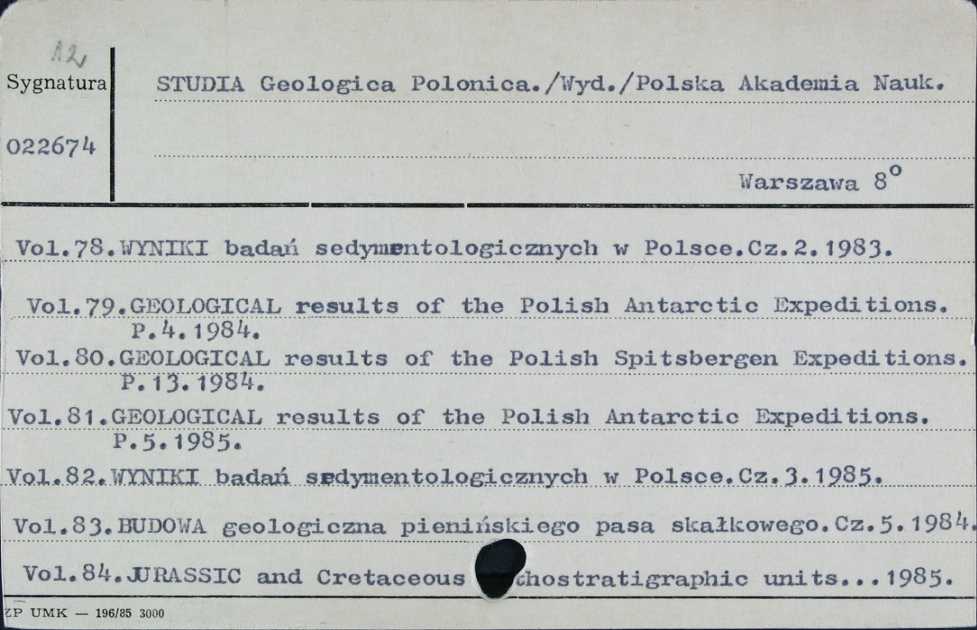 12
Sygnatura
STUDIA Geologica Polonica./Wyd./Polska Akademia Nauk.
022674
Warszawa 8°
Vol.78.WYNIKI badań sedymentologicznych w Polsce.Cz.2.1983.
Vol.79.GEOLOGICAL results of the Polish Antarctic Expeditions.
P.4.1984.
Vol.80.GEOLOGICAL results of the Polish Spitsbergen Expeditions.
P.13.1984.
Vol.81.GEOLOGICAL results of the Polish Antarctic Expeditions.
P.5.1985.
Vol.82.WYNIKI badań sedymentologicznych w Polsce.Cz.3.1985.
Vol.83.BUDOWA geologiczna pienińskiego pasa skałkowego.Cz.5.1984.
Vol.84.JURASSIC and Cretaceous chostratigraphic units...1985.
ZP UMK — 196/85 3000